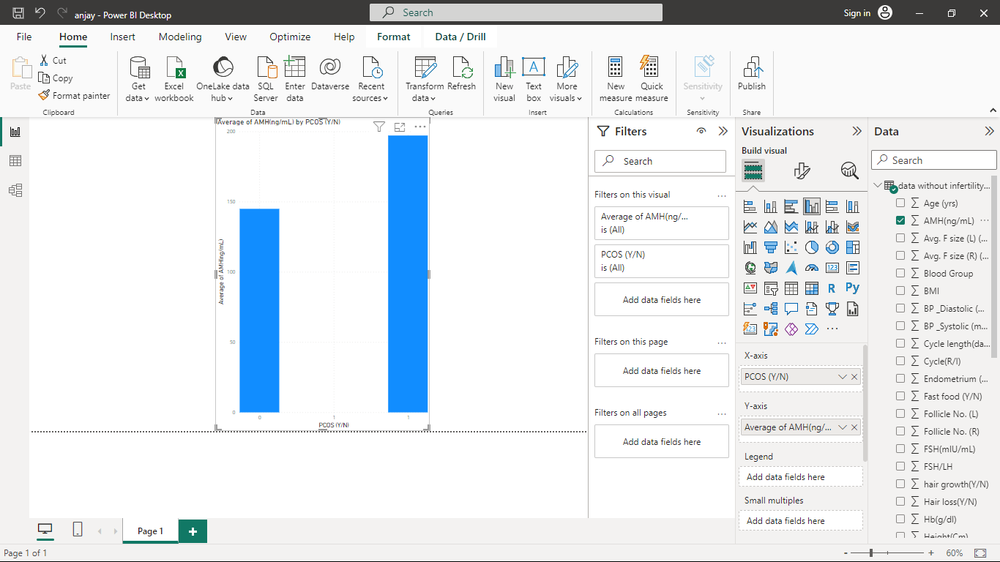 anjay - Power BI Desktop
Search
Sign in
File
Home
Insert
Modeling
View
Optimize
Help
Format
Data / Drill
Paste
Cut
Copy
Format painter
Clipboard
Get
data
Excel
workbook
OneLake data
hub
SQL
Server
Enter
data
Dataverse
Recent
sources
Data
Transform
data
Refresh
Queries
New
visual
Text
box
More
visuals
Insert
New
measure
Quick
measure
Calculations
Sensitivity
Sensitivity
Publish
Share
Average of AMH(ng/mL) by PCOS (Y/N)
200
150
100
50
0
Average of AMH(ng/mL)
0
1
1
PCOS (Y/N)
Filters
Search
Filters on this visual
...
Average of AMH(ng/...
is (All)
PCOS (Y/N)
is (All)
Add data fields here
Filters on this page
...
Add data fields here
Filters on all pages
...
Add data fields here
Visualizations
Build visual
123
R
Py
123
...
X-axis
PCOS (Y/N)
Y-axis
Average of AMH(ng/...
Legend
Add data fields here
Small multiples
Add data fields here
Data
Search
data without infertility...
Age (yrs)
AMH(ng/mL)
Avg. F size (L) (...
Avg. F size (R) (...
Blood Group
BMI
BP _Diastolic (...
BP _Systolic (m...
Cycle length(da...
Cycle(R/I)
Endometrium (...
Fast food (Y/N)
Follicle No. (L)
Follicle No. (R)
FSH(mIU/mL)
FSH/LH
hair growth(Y/N)
Hair loss(Y/N)
Hb(g/dl)
Height(Cm)
Page 1
Page 1 of 1
-
+
60%